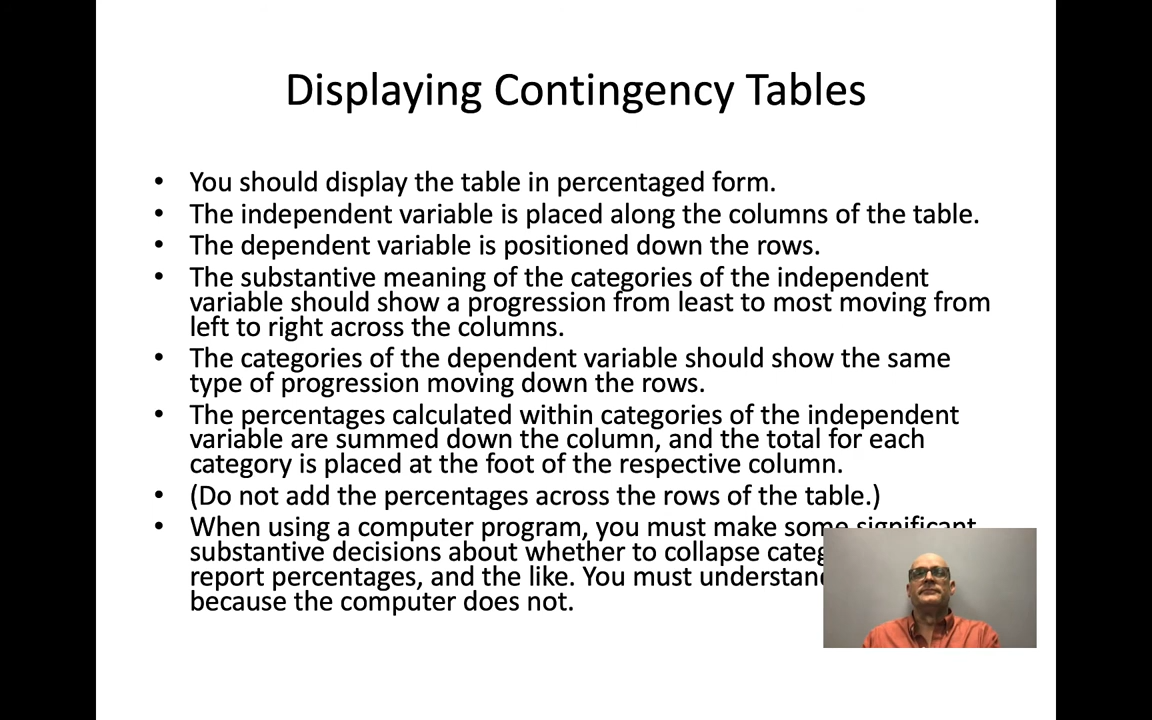 Displaying Contingency Tables
• You should display the table in percentaged form.
• The independent variable is placed along the columns of the table.
• The dependent variable is positioned down the rows.
• The substantive meaning of the categories of the independent
variable should show a progression from least to most moving from
left to right across the columns.
• The categories of the dependent variable should show the same
type of progression moving down the rows.
• The percentages calculated within categories of the independent
variable are summed down the column, and the total for each
category is placed at the foot of the respective column.
• (Do not add the percentages across the rows of the table.)
• When using a computer program, you must make some significant
substantive decisions about whether to collapse
report percentages, and the like. You must understand
because the computer does not.